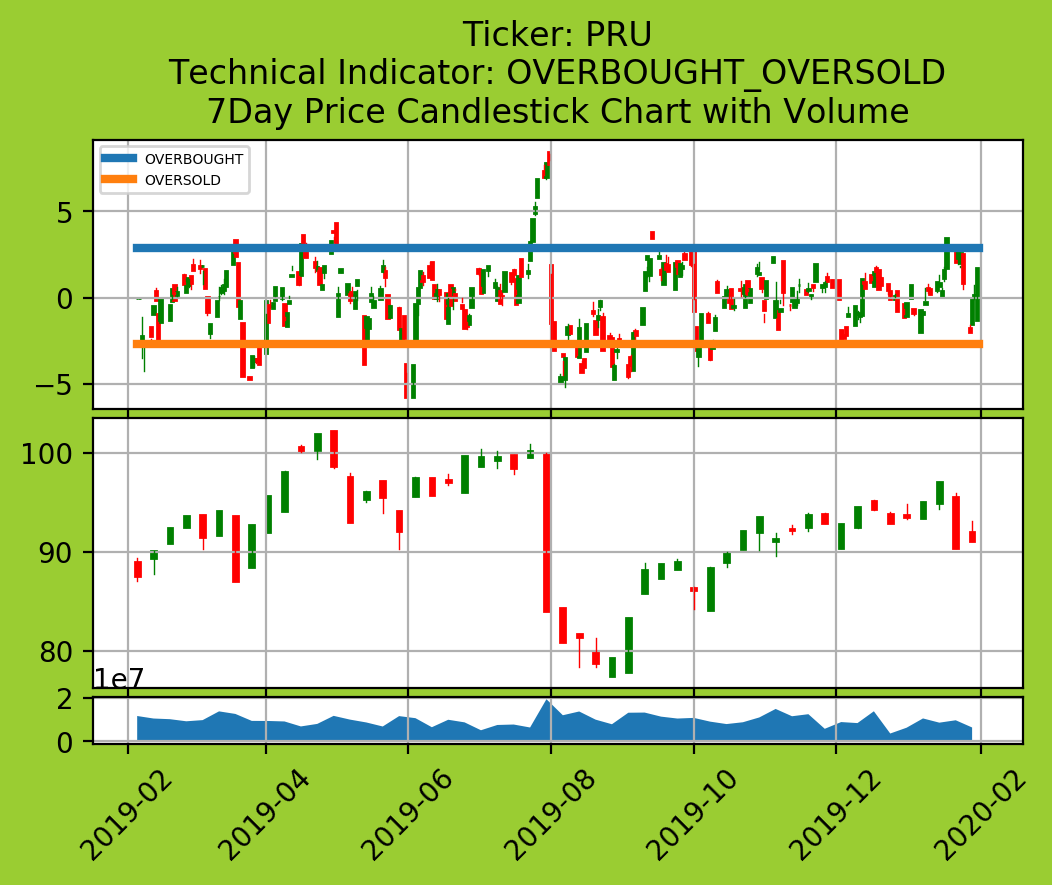 Ticker: PRU
Technical Indicator: OVERBOUGHT_OVERSOLD
7Day Price Candlestick Chart with Volume
OVERBOUGHT
OVERSOLD
5
0
−5
100
90
80
1e7
2
0
2019-02
2019-04
2019-06
2019-08
2019-10
2019-12
2020-02